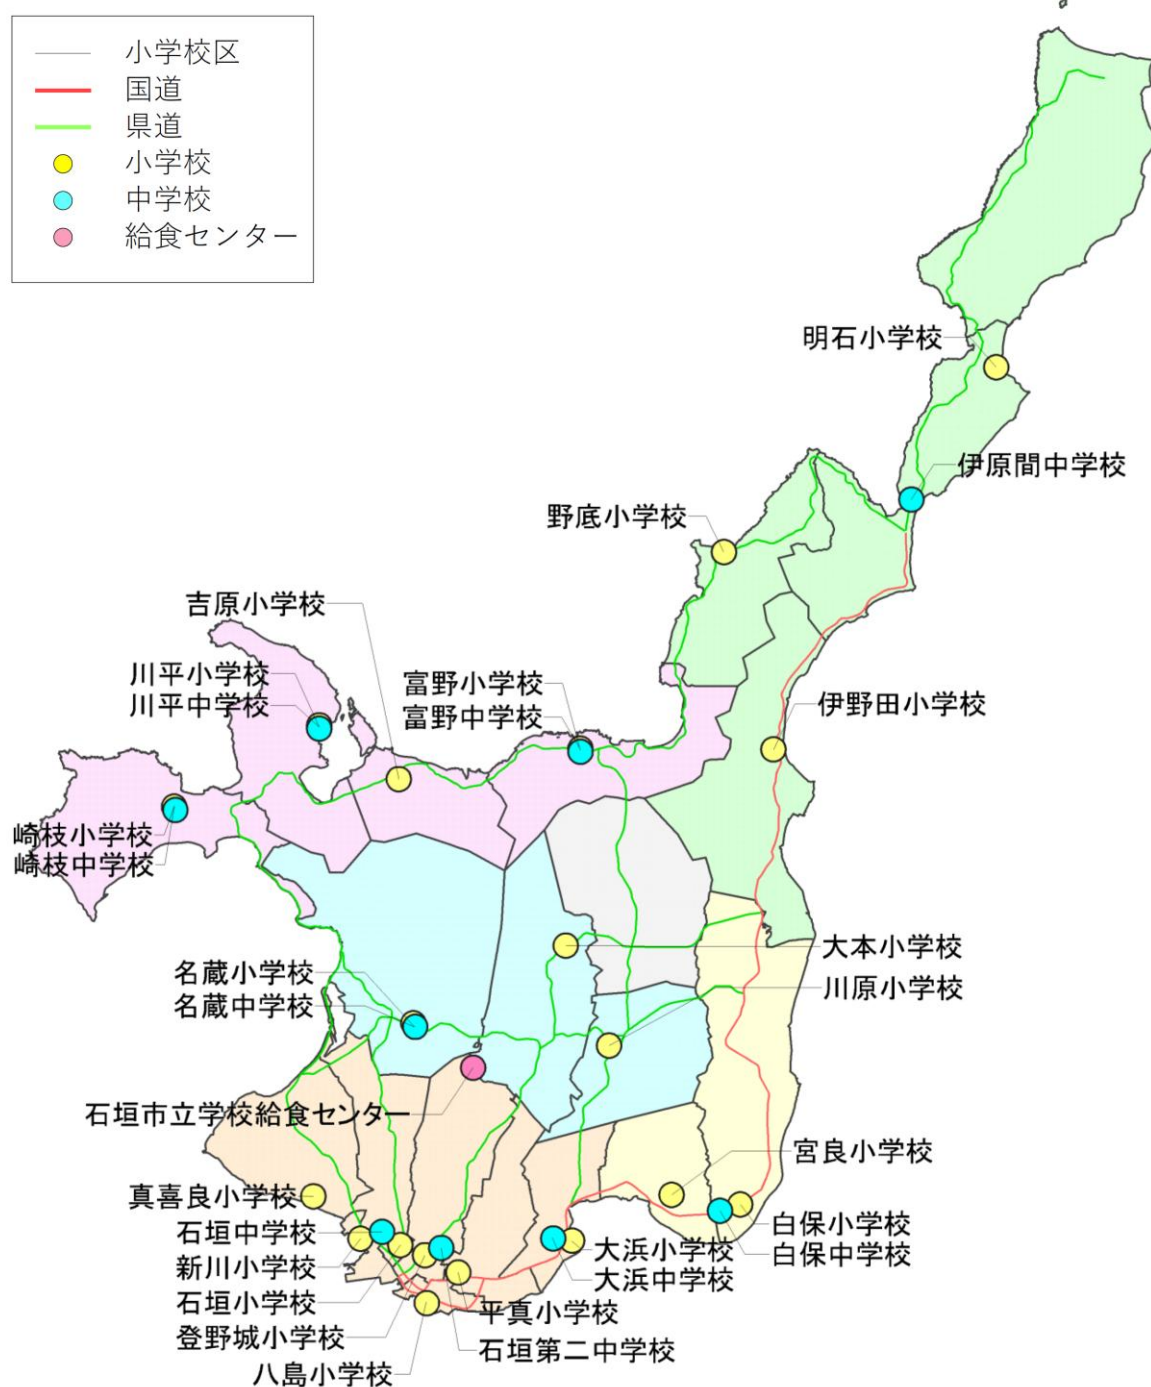 小学校区
国道
県道
小学校
中学校
給食センター
明石小学校
伊原間中学校
野底小学校
吉原小学校
川平小学校
川平中学校
富野小学校
富野中学校
伊野田小学校
崎枝小学校
崎枝中学校
大本小学校
川原小学校
名蔵小学校
名蔵中学校
石垣市立学校給食センター
宮良小学校
真喜良小学校
白保小学校
白保中学校
石垣中学校
新川小学校
大浜小学校
大浜中学校
石垣小学校
平真小学校
登野城小学校
石垣第二中学校
八島小学校